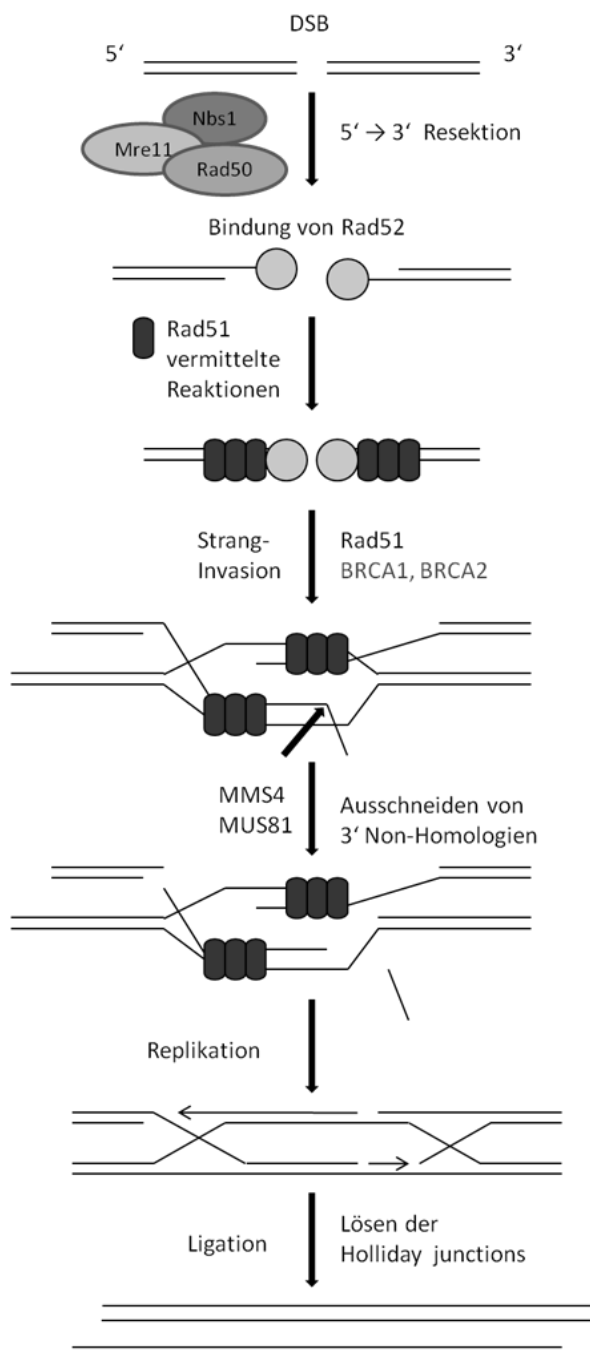 DSB
5‘ 3‘
Nbs1
Mre11
Rad50
5‘ → 3‘ Resektion
Bindung von Rad52
Rad51
vermittelte
Reaktionen
Strang-
Invasion
Rad51
BRCA1, BRCA2
MMS4
MUS81
Ausschneiden von
3‘ Non-Homologien
Replikation
Ligation
Lösen der
Holliday junctions